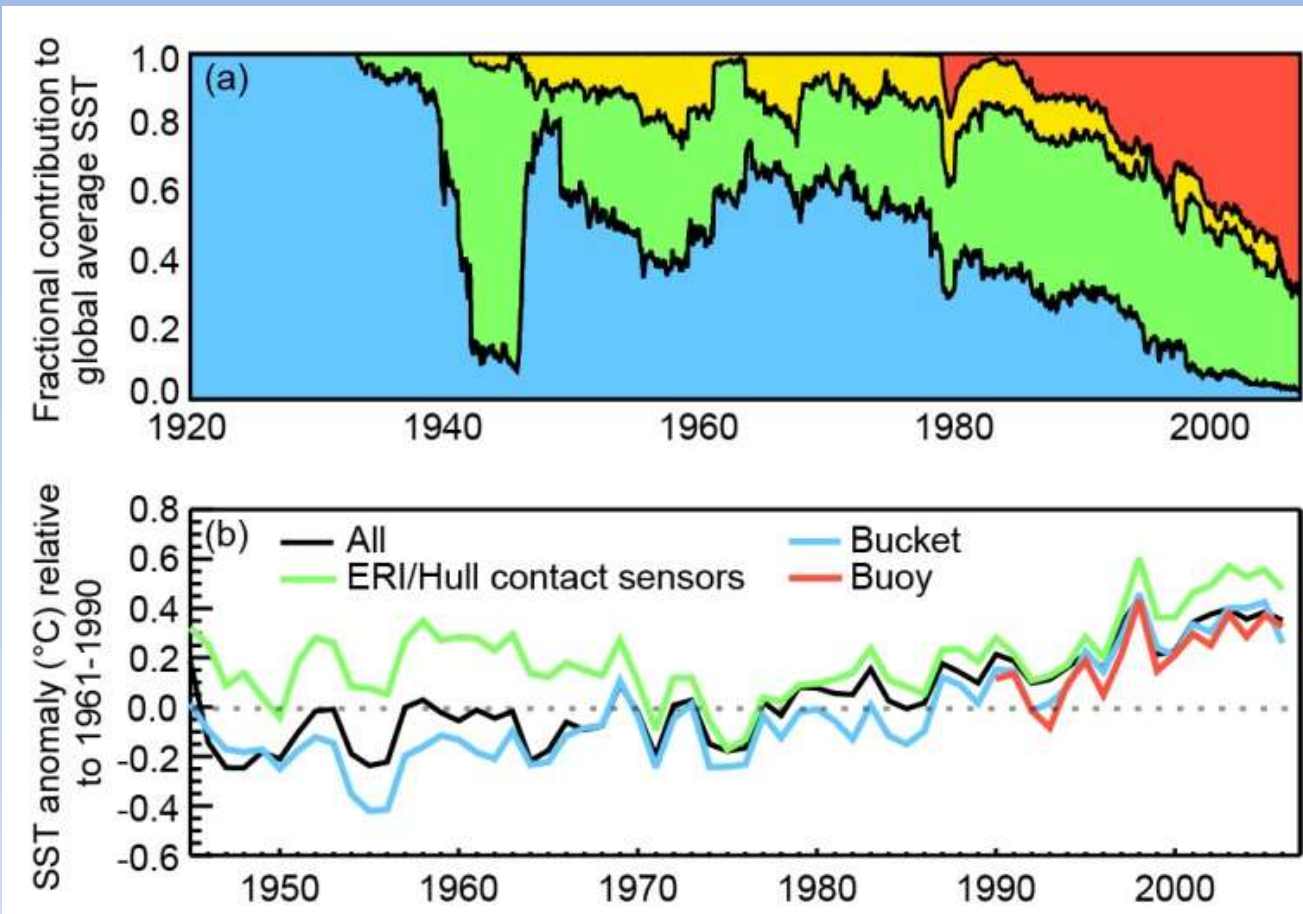 Fractional contribution to
global average SST
(a)
1.0
0.8
0.6
0.4
0.2
0.0
1920 1940 1960 1980 2000
SST anomaly (°C) relative
to 1961-1990
(b)
0.8
0.6
0.4
0.2
0.0
-0.2
-0.4
-0.6
All
ERI/Hull contact sensors
Bucket
Buoy
1950 1960 1970 1980 1990 2000